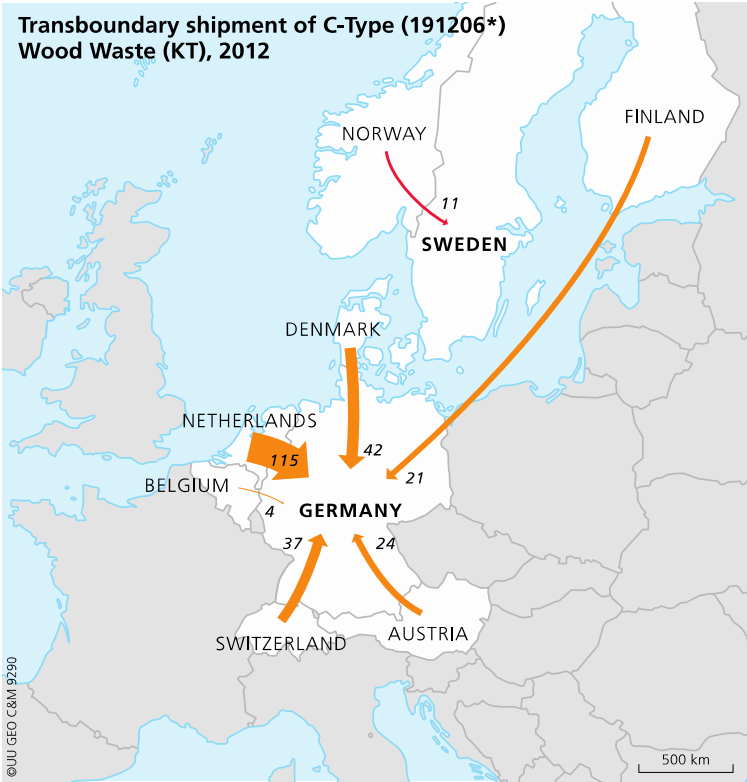 Transboundary shipment of C-Type (191206*)
Wood Waste (KT), 2012
FINLAND
NORWAY
11
SWEDEN
DENMARK
NETHERLANDS
42
115
21
BELGIUM
4
GERMANY
37
24
AUSTRIA
SWITZERLAND
500 km
©UU GEO C&M 9290